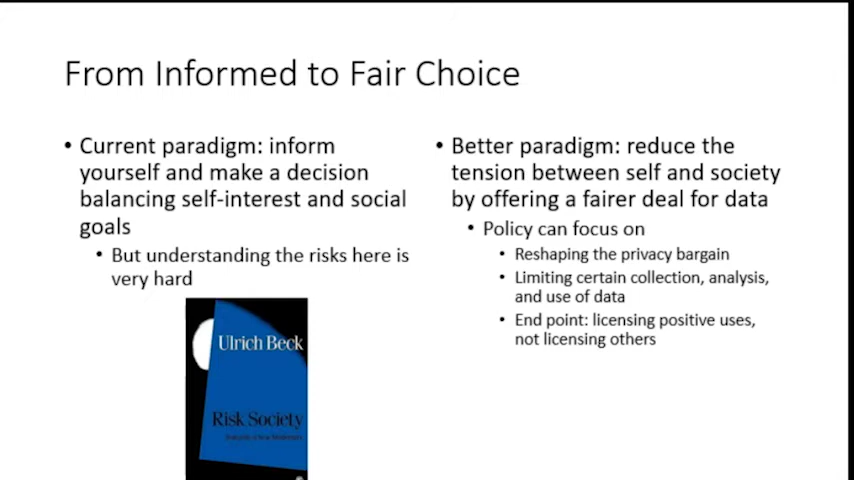 From Informed to Fair Choice
• Current paradigm: inform
yourself and make a decision
balancing self-interest and social
goals
• But understanding the risks here is
very hard
Ulrich Beck
Risk Society
• Better paradigm: reduce the
tension between self and society
by offering a fairer deal for data
• Policy can focus on
• Reshaping the privacy bargain
• Limiting certain collection, analysis,
and use of data
• End point: licensing positive uses,
not licensing others